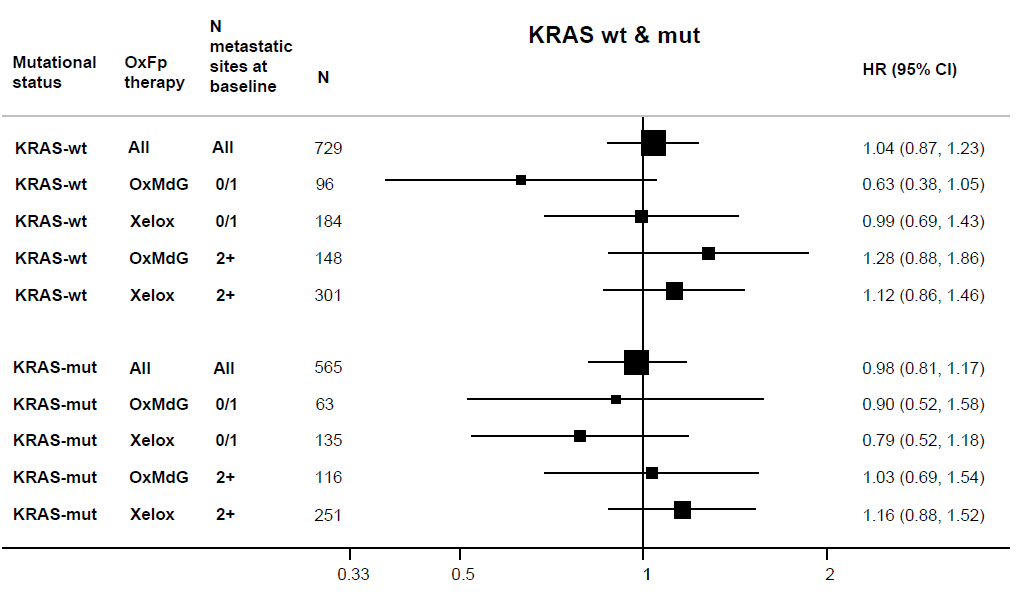 KRAS wt & mut
Mutational status
OxFp therapy
N metastatic sites at baseline
N
HR (95% CI)
KRAS-wt All All 729 1.04 (0.87, 1.23)
KRAS-wt OxMdG 0/1 96 0.63 (0.38, 1.05)
KRAS-wt Xelox 0/1 184 0.99 (0.69, 1.43)
KRAS-wt OxMdG 2+ 148 1.28 (0.88, 1.86)
KRAS-wt Xelox 2+ 301 1.12 (0.86, 1.46)
KRAS-mut All All 565 0.98 (0.81, 1.17)
KRAS-mut OxMdG 0/1 63 0.90 (0.52, 1.58)
KRAS-mut Xelox 0/1 135 0.79 (0.52, 1.18)
KRAS-mut OxMdG 2+ 116 1.03 (0.69, 1.54)
KRAS-mut Xelox 2+ 251 1.16 (0.88, 1.52)
0.33 0.5 1 2